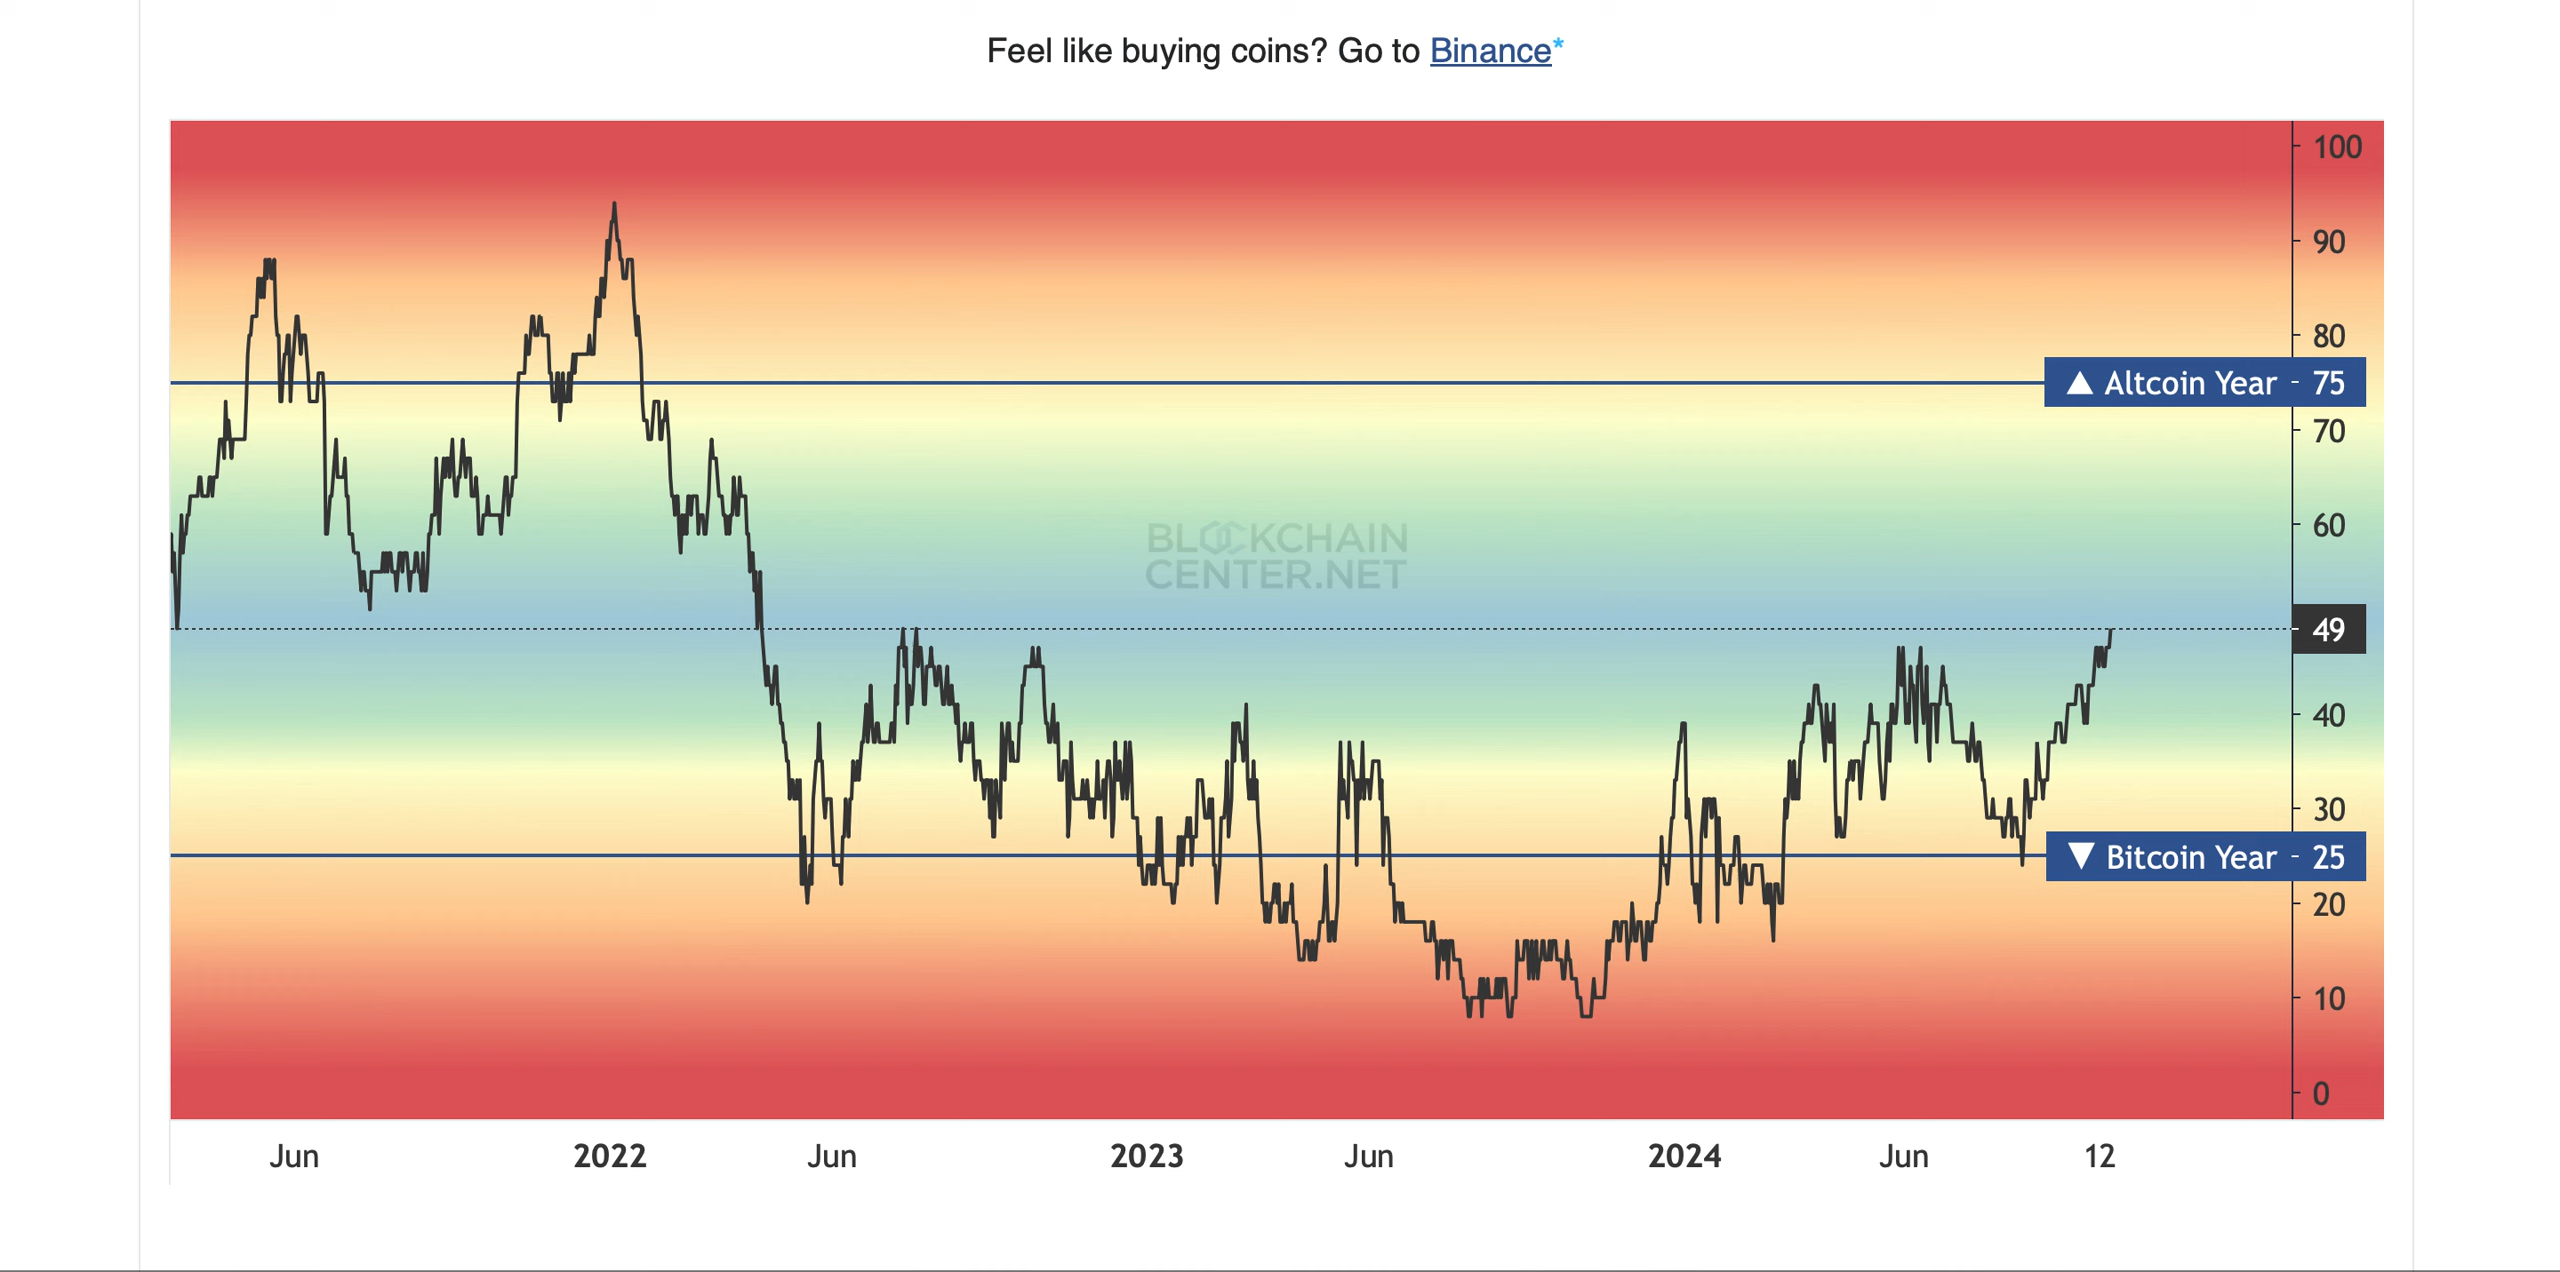 Feel like buying coins? Go to Binance*
100
90
80
▲ Altcoin Year - 75
70
60
BLOCKCHAIN
CENTER.NET
49
40
30
▼ Bitcoin Year - 25
20
10
0
Jun 2022 Jun 2023 Jun 2024 Jun 12